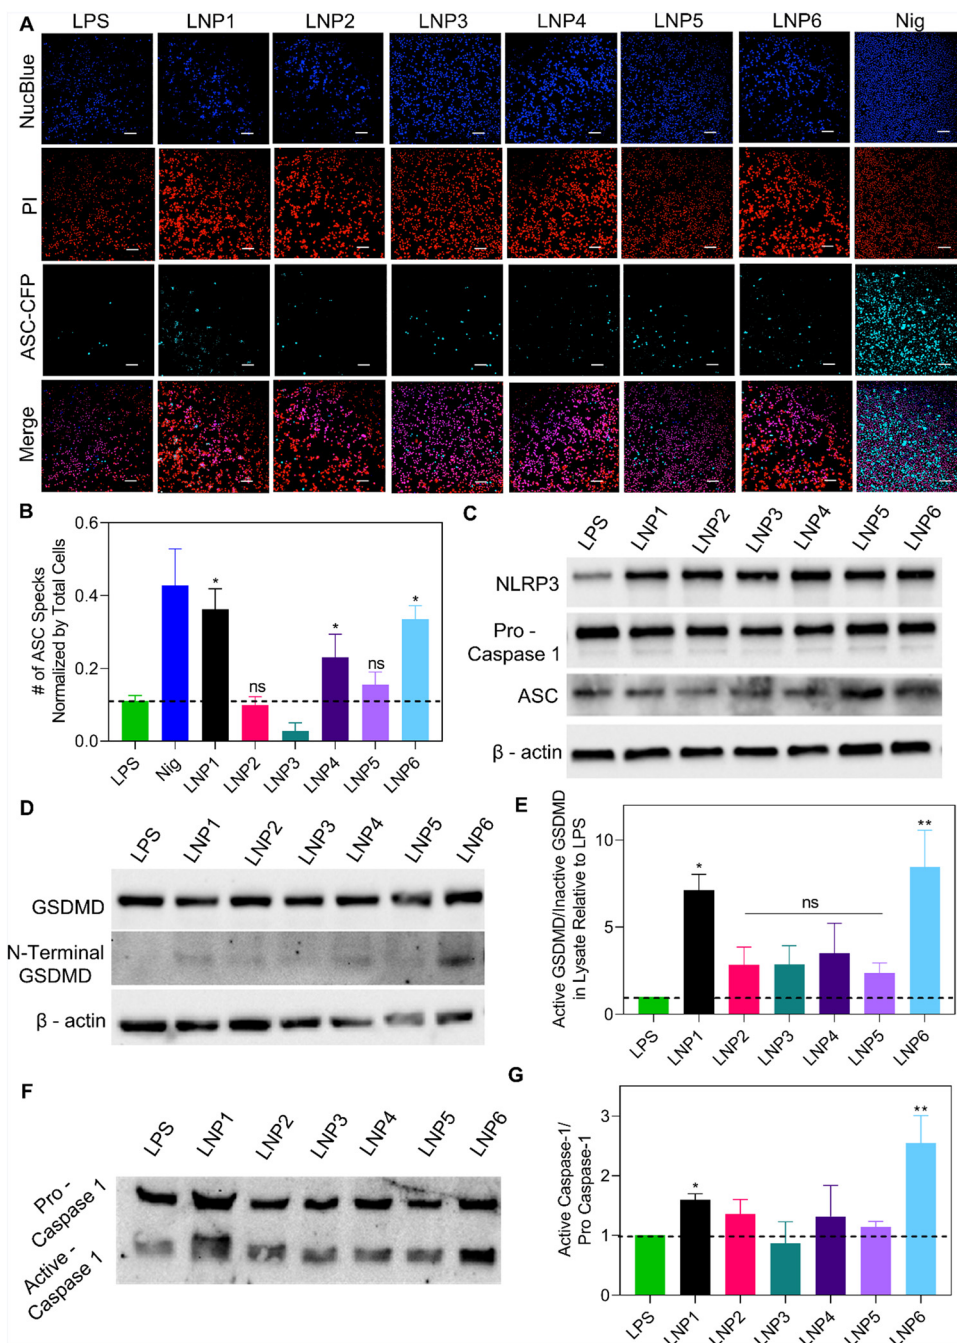 A
LPS LNP1 LNP2 LNP3 LNP4 LNP5 LNP6 Nig
NucBlue
PI
ASC-CFP
Merge
B
# of ASC Specks
Normalized by Total Cells
0.6
0.4
0.2
0.0
* ns * ns *
LPS Nig LNP1 LNP2 LNP3 LNP4 LNP5 LNP6
C
LPS LNP1 LNP2 LNP3 LNP4 LNP5 LNP6
NLRP3
Pro -
Caspase 1
ASC
β - actin
D
LPS LNP1 LNP2 LNP3 LNP4 LNP5 LNP6
GSDMD
N-Terminal
GSDMD
β - actin
E
Active GSDMD/Inactive GSDMD
in Lysate Relative to LPS
10
5
0
* ns **
LPS LNP1 LNP2 LNP3 LNP4 LNP5 LNP6
F
LPS LNP1 LNP2 LNP3 LNP4 LNP5 LNP6
Pro -
Caspase 1
Active -
Caspase 1
G
Active Caspase-1/
Pro Caspase-1
3
2
1
0
* **
LPS LNP1 LNP2 LNP3 LNP4 LNP5 LNP6